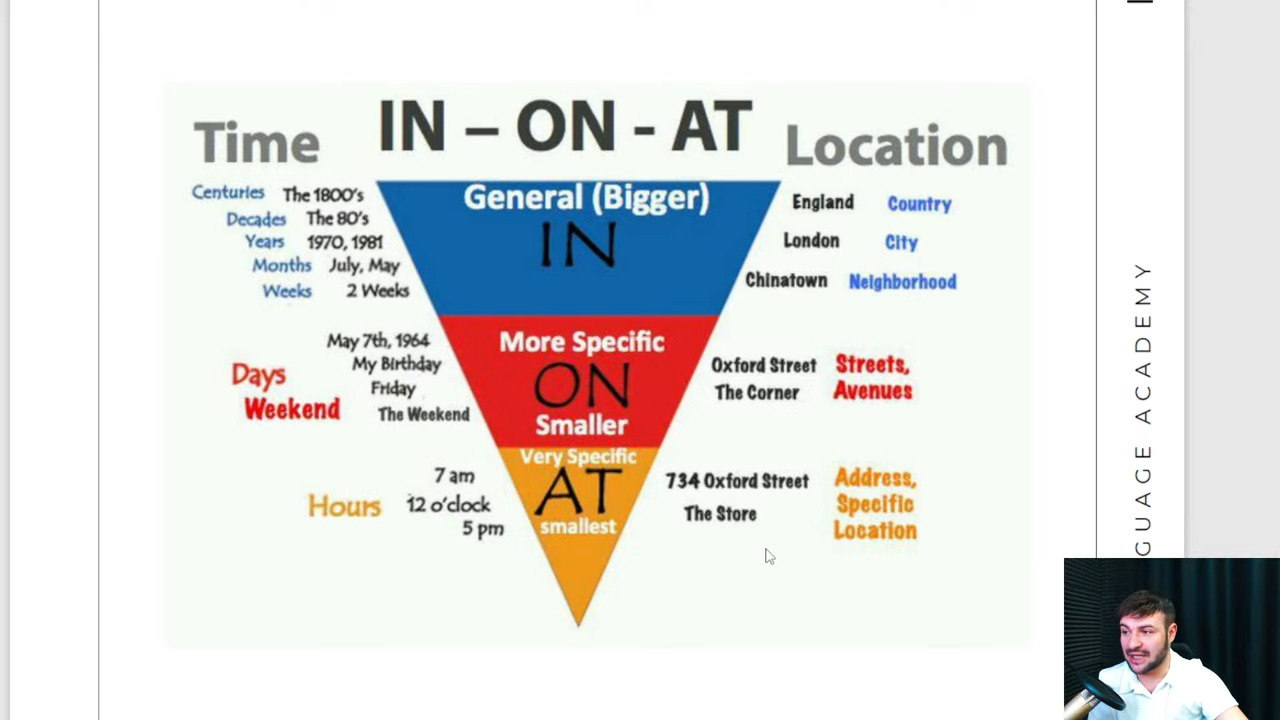 IN – ON - AT
Time
Location
Centuries The 1800's
Decades The 80's
Years 1970, 1981
Months July, May
Weeks 2 Weeks
General (Bigger)
IN
England Country
London City
Chinatown Neighborhood
May 7th, 1964
My Birthday
Days
Friday
Weekend
The Weekend
More Specific
ON
Smaller
Oxford Street
The Corner
Streets,
Avenues
7 am
Hours
12 o'clock
5 pm
Very Specific
AT
smallest
734 Oxford Street
The Store
Address,
Specific
Location
GUAGE ACADEMY